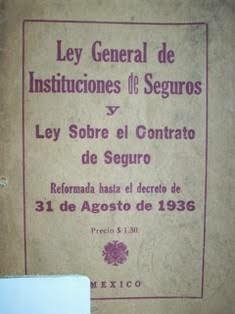 Ley General de
Instituciones de Seguros
y
Ley Sobre el Contrato
de Seguro
Reformada hasta el decreto de
31 de Agosto de 1936
Precio $ 1.30
MEXICO